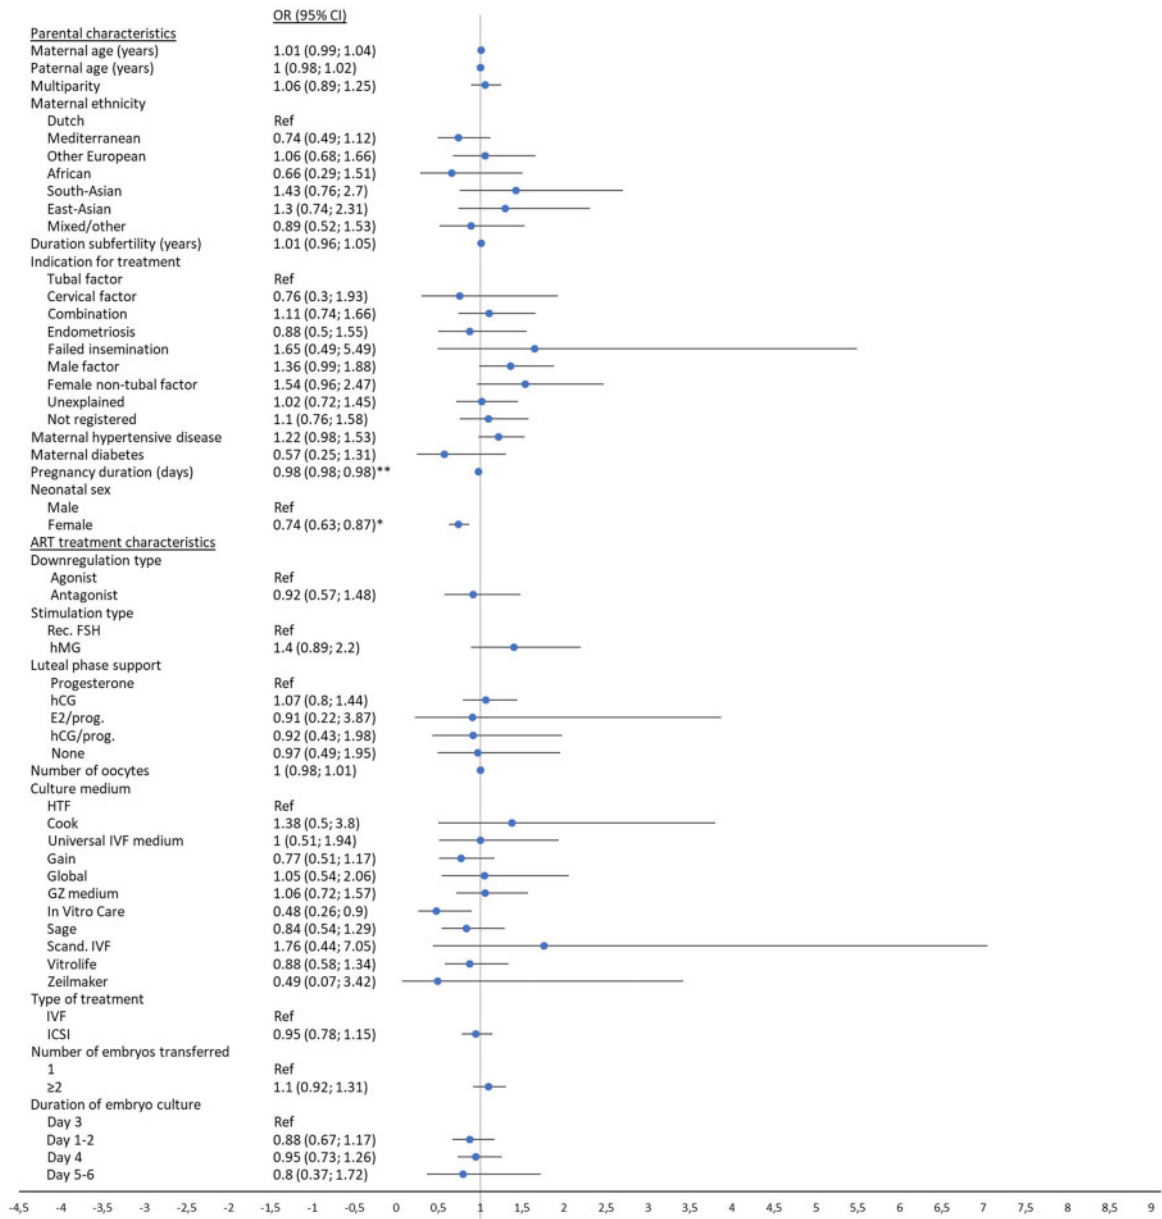 OR (95% CI)
Parental characteristics
Maternal age (years) 1.01 (0.99; 1.04)
Paternal age (years) 1 (0.98; 1.02)
Multiparity 1.06 (0.89; 1.25)
Maternal ethnicity
Dutch Ref
Mediterranean 0.74 (0.49; 1.12)
Other European 1.06 (0.68; 1.66)
African 0.66 (0.29; 1.51)
South-Asian 1.43 (0.76; 2.7)
East-Asian 1.3 (0.74; 2.31)
Mixed/other 0.89 (0.52; 1.53)
Duration subfertility (years) 1.01 (0.96; 1.05)
Indication for treatment
Tubal factor Ref
Cervical factor 0.76 (0.3; 1.93)
Combination 1.11 (0.74; 1.66)
Endometriosis 0.88 (0.5; 1.55)
Failed insemination 1.65 (0.49; 5.49)
Male factor 1.36 (0.99; 1.88)
Female non-tubal factor 1.54 (0.96; 2.47)
Unexplained 1.02 (0.72; 1.45)
Not registered 1.1 (0.76; 1.58)
Maternal hypertensive disease 1.22 (0.98; 1.53)
Maternal diabetes 0.57 (0.25; 1.31)
Pregnancy duration (days) 0.98 (0.98; 0.98)**
Neonatal sex
Male Ref
Female 0.74 (0.63; 0.87)*
ART treatment characteristics
Downregulation type
Agonist Ref
Antagonist 0.92 (0.57; 1.48)
Stimulation type
Rec. FSH Ref
hMG 1.4 (0.89; 2.2)
Luteal phase support
Progesterone Ref
hCG 1.07 (0.8; 1.44)
E2/prog. 0.91 (0.22; 3.87)
hCG/prog. 0.92 (0.43; 1.98)
None 0.97 (0.49; 1.95)
Number of oocytes 1 (0.98; 1.01)
Culture medium
HTF Ref
Cook 1.38 (0.5; 3.8)
Universal IVF medium 1 (0.51; 1.94)
Gain 0.77 (0.51; 1.17)
Global 1.05 (0.54; 2.06)
GZ medium 1.06 (0.72; 1.57)
In Vitro Care 0.48 (0.26; 0.9)
Sage 0.84 (0.54; 1.29)
Scand. IVF 1.76 (0.44; 7.05)
Vitrolife 0.88 (0.58; 1.34)
Zeilmaker 0.49 (0.07; 3.42)
Type of treatment
IVF Ref
ICSI 0.95 (0.78; 1.15)
Number of embryos transferred
1 Ref
≥2 1.1 (0.92; 1.31)
Duration of embryo culture
Day 3 Ref
Day 1-2 0.88 (0.67; 1.17)
Day 4 0.95 (0.73; 1.26)
Day 5-6 0.8 (0.37; 1.72)
-4,5 -4 -3,5 -3 -2,5 -2 -1,5 -1 -0,5 0 0,5 1 1,5 2 2,5 3 3,5 4 4,5 5 5,5 6 6,5 7 7,5 8 8,5 9